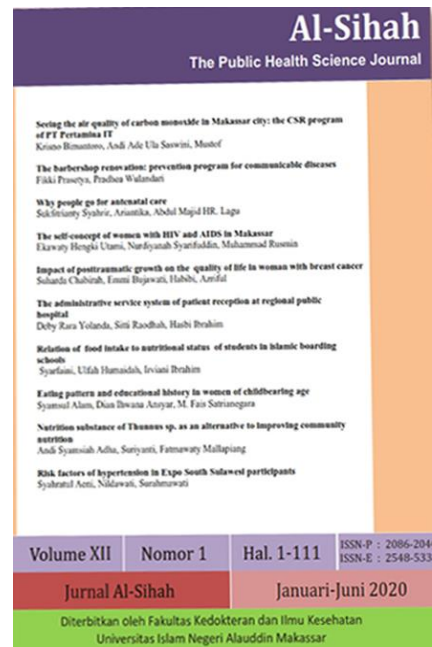 Al-Sihah
The Public Health Science Journal
Seeing the air quality of carbon monoxide in Makassar city: the CSR program
of PT Pertamina IT
Krisno Bimantoro, Andi Ade Ula Saswini, Mustof
The barbershop renovation: prevention program for communicable diseases
Fikki Prasetya, Pradhea Wulandari
Why people go for antenatal care
Sukfitrianty Syahrir, Ariantika, Abdul Majid HR. Lagu
The self-concept of women with HIV and AIDS in Makassar
Ekawaty Hengki Utami, Nurdiyanah Syarifuddin, Muhammad Rusmin
Impact of posttraumatic growth on the quality of life in woman with breast cancer
Suharda Chabirah, Emmi Bujawati, Habibi,
The administrative service system of patient reception at regional public
hospital
Deby Rara Yolanda, Sitti Raodhah, Hasbi Ibrahim
Relation of food intake to nutritional status of students in islamic boarding
schools
Syarfaini, Ulfah Humaidah, Irviani Ibrahim
Eating pattern and educational history in women of childbearing age
Syamsul Alam, Dian Ihwana Ansyar, M. Fais Satrianegara
Nutrition substance of Thunnus sp. as an alternative to Improving community
nutrition
Andi Syamsiah Adha, Suriyanti, Fatmawaty Mallapiang
Risk factors of hypertension in Expo South Sulawesi participants
Syahratul Aeni, Nildawati, Surahmawati
Volume XII
Nomor 1
Hal. 1-111
ISSN-P : 2086-204
ISSN-E : 2548-533
Jurnal Al-Sihah
Januari-Juni 2020
Diterbitkan oleh Fakultas Kedokteran dan Ilmu Kesehatan
Universitas Islam Negeri Alauddin Makassar